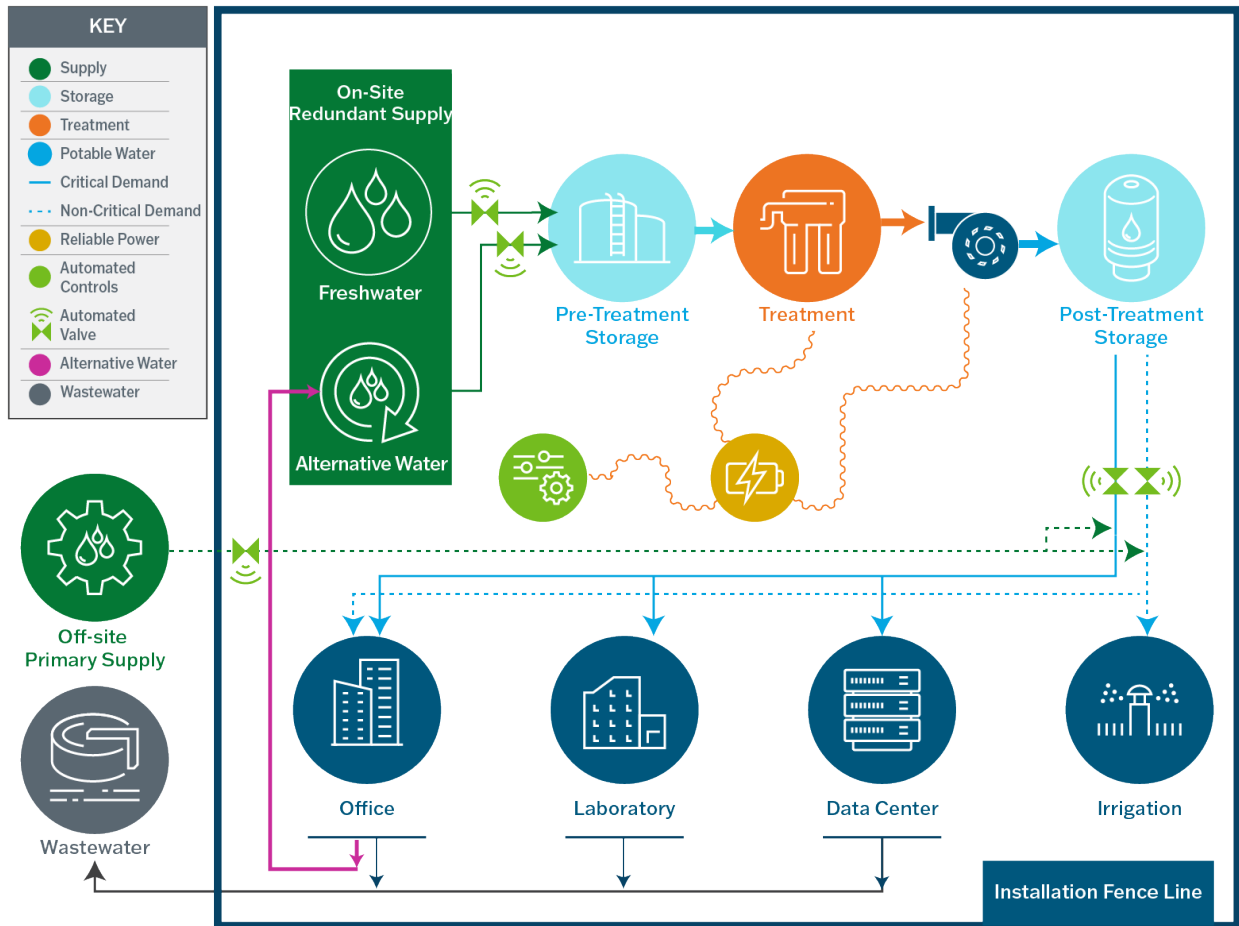 KEY
Supply
Storage
Treatment
Potable Water
Critical Demand
Non-Critical Demand
Reliable Power
Automated
Controls
Automated
Valve
Alternative Water
Wastewater
On-Site
Redundant Supply
Freshwater
Alternative Water
Pre-Treatment
Storage
Treatment
Post-Treatment
Storage
Off-site
Primary Supply
Wastewater
Office
Laboratory
Data Center
Irrigation
Installation Fence Line